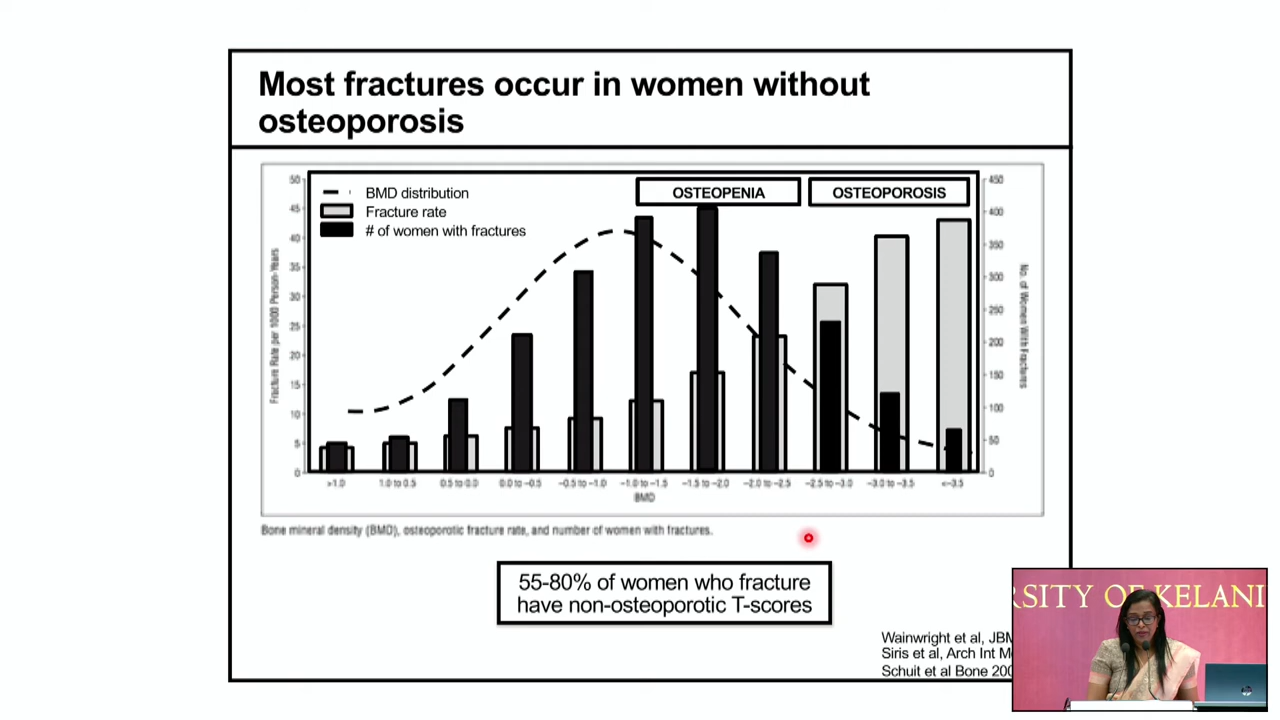 Most fractures occur in women without
osteoporosis
BMD distribution
Fracture rate
# of women with fractures
OSTEOPENIA
OSTEOPOROSIS
Fracture Rate per 1000 Person-Years
50
45
40
35
30
25
20
15
10
5
0
No. of Women With Fractures
450
400
350
300
250
200
150
100
50
0
>1.0
1.0 to 0.5
0.5 to 0.0
0.0 to -0.5
-0.5 to -1.0
-1.0 to -1.5
-1.5 to -2.0
-2.0 to -2.5
-2.5 to -3.0
-3.0 to -3.5
<-3.5
BMD
Bone mineral density (BMD), osteoporotic fracture rate, and number of women with fractures.
55-80% of women who fracture
have non-osteoporotic T-scores
Wainwright et al, JBM
Siris et al, Arch Int M
Schuit et al Bone 200
RSITY OF KELANI